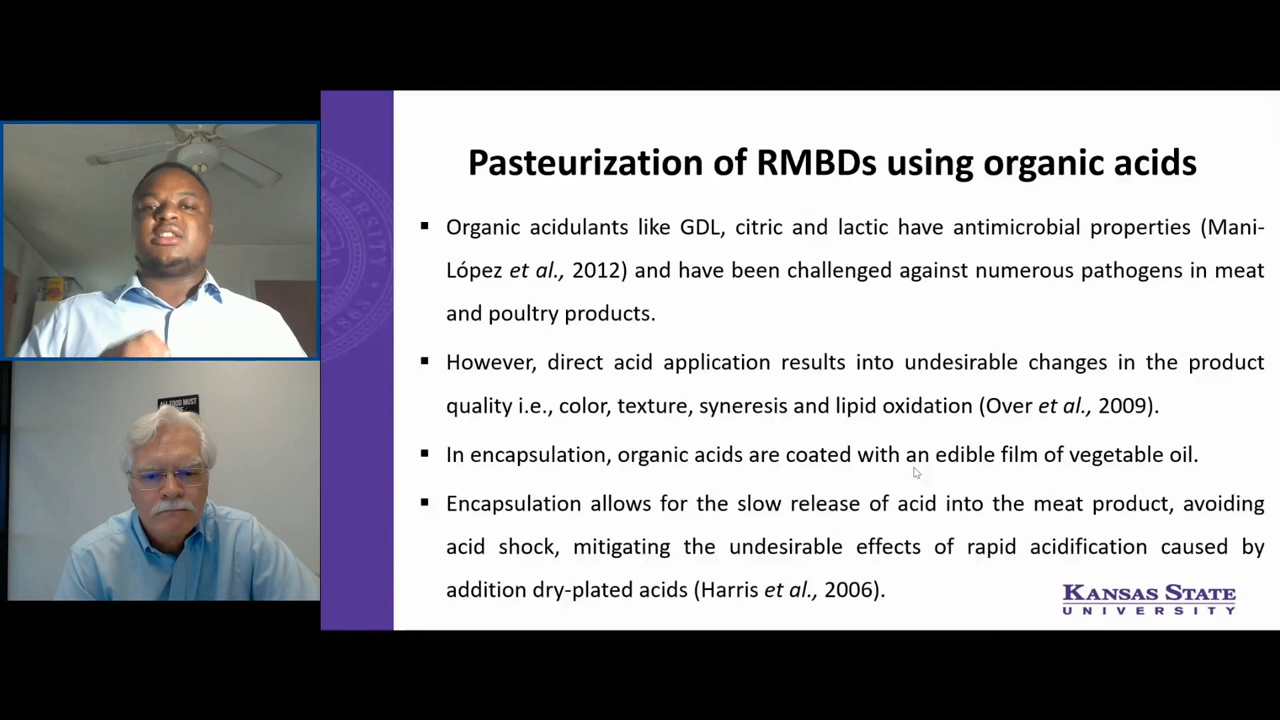 Pasteurization of RMBDs using organic acids
▪ Organic acidulants like GDL, citric and lactic have antimicrobial properties (Mani-
López et al., 2012) and have been challenged against numerous pathogens in meat
and poultry products.
▪ However, direct acid application results into undesirable changes in the product
quality i.e., color, texture, syneresis and lipid oxidation (Over et al., 2009).
▪ In encapsulation, organic acids are coated with an edible film of vegetable oil.
▪ Encapsulation allows for the slow release of acid into the meat product, avoiding
acid shock, mitigating the undesirable effects of rapid acidification caused by
addition dry-plated acids (Harris et al., 2006).
KANSAS STATE
UNIVERSITY
ALL FOOD MUST